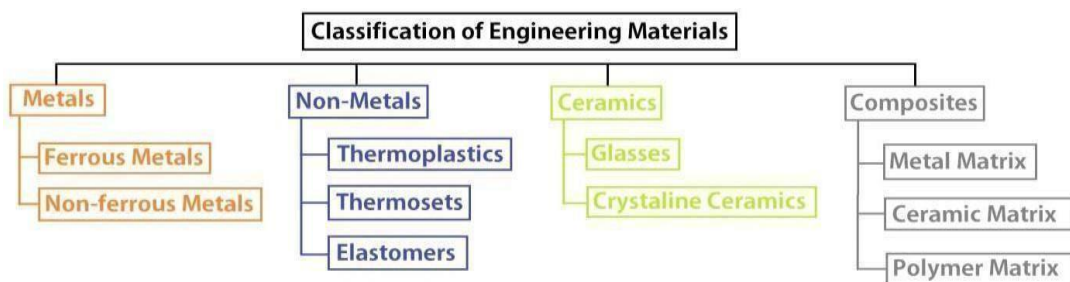 Classification of Engineering Materials
Metals
Ferrous Metals
Non-ferrous Metals
Non-Metals
Thermoplastics
Thermosets
Elastomers
Ceramics
Glasses
Crystaline Ceramics
Composites
Metal Matrix
Ceramic Matrix
Polymer Matrix